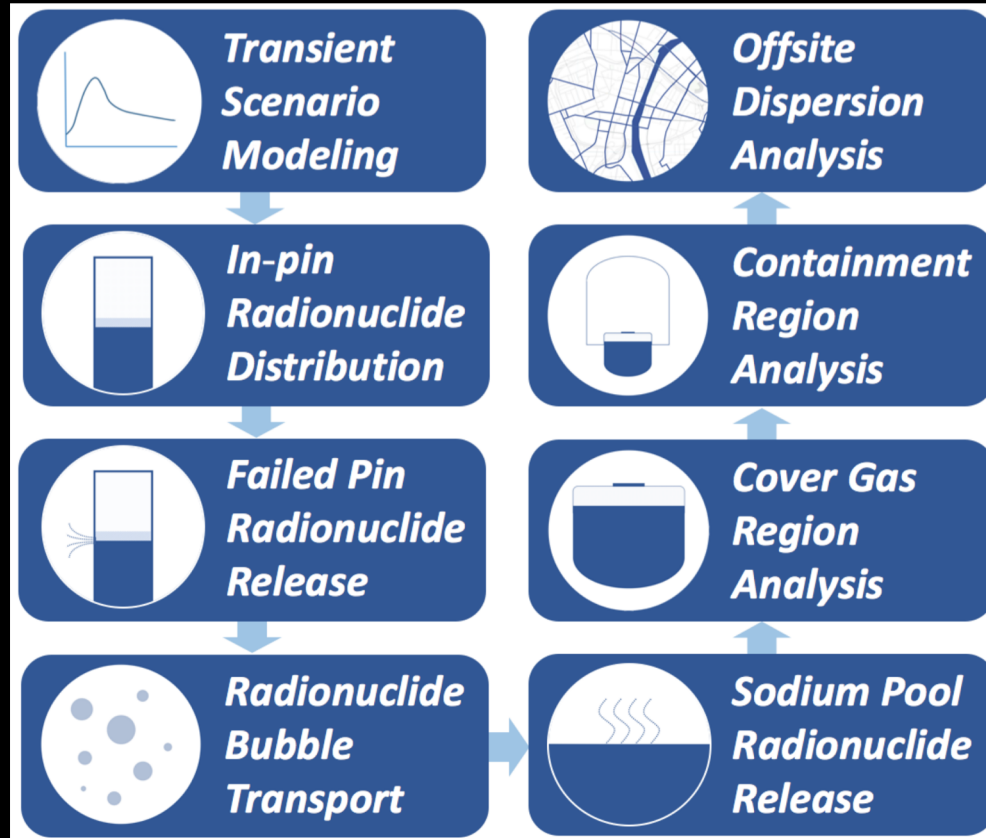 Transient
Scenario
Modeling
In-pin
Radionuclide
Distribution
Failed Pin
Radionuclide
Release
Radionuclide
Bubble
Transport
Sodium Pool
Radionuclide
Release
Cover Gas
Region
Analysis
Containment
Region
Analysis
Offsite
Dispersion
Analysis